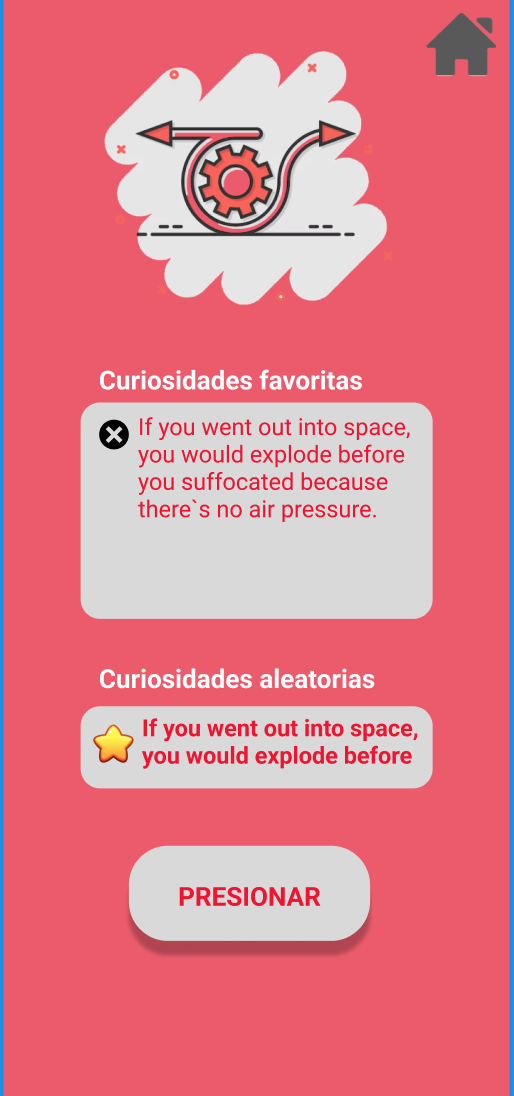 Curiosidades favoritas
If you went out into space,
you would explode before
you suffocated because
there`s no air pressure.
Curiosidades aleatorias
If you went out into space,
you would explode before
PRESIONAR